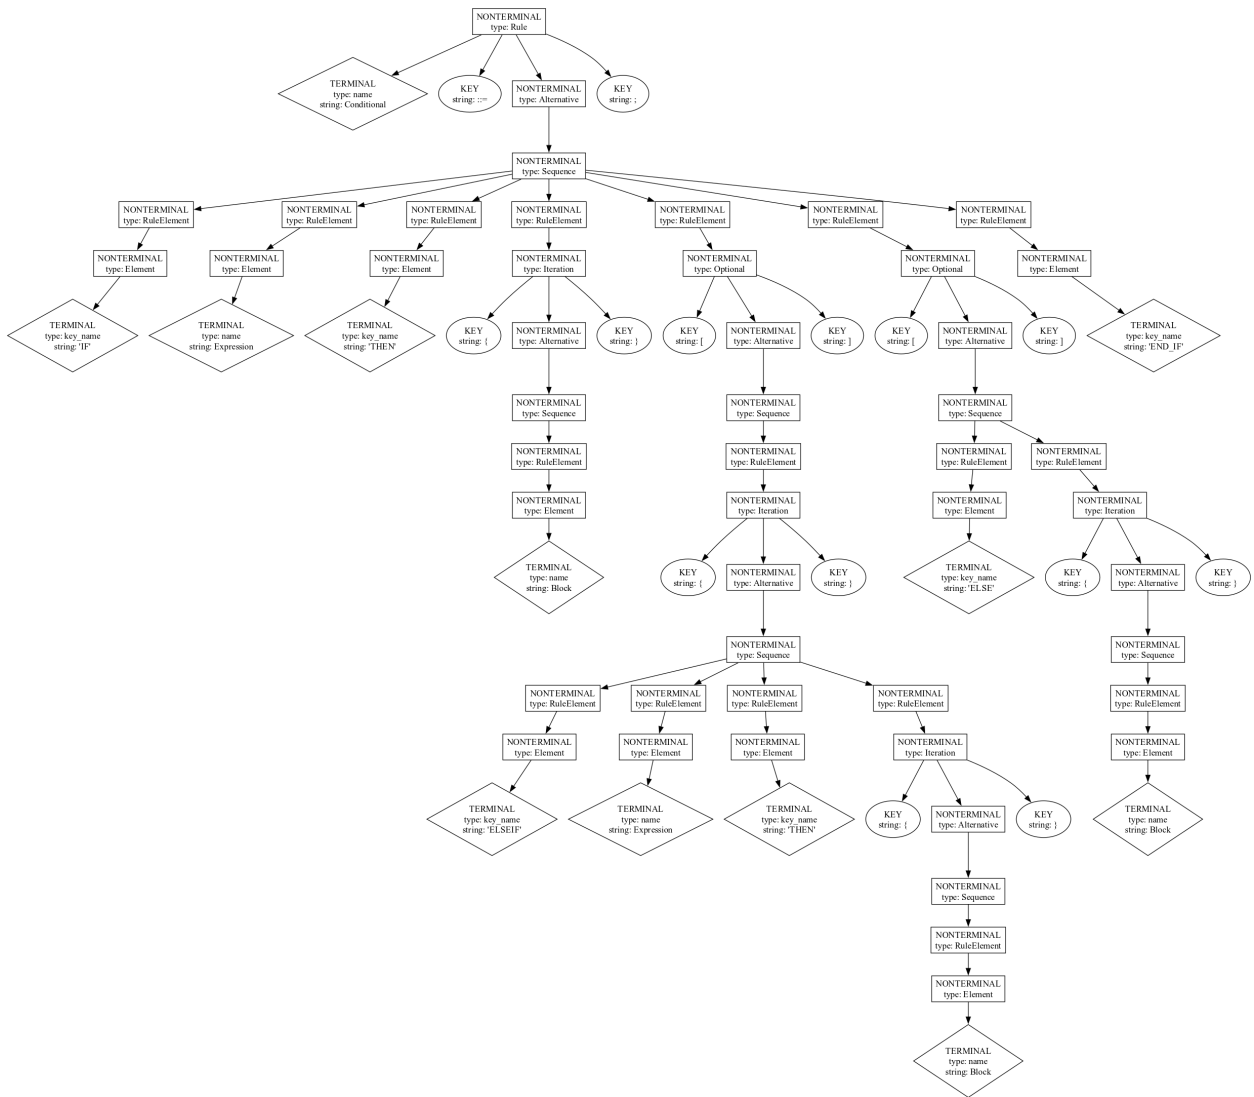 NONTERMINAL
type: Rule
TERMINAL
type: name
string: Conditional
KEY
string: ::=
NONTERMINAL
type: Alternative
KEY
string: ;
NONTERMINAL
type: Sequence
NONTERMINAL
type: RuleElement
NONTERMINAL
type: RuleElement
NONTERMINAL
type: RuleElement
NONTERMINAL
type: RuleElement
NONTERMINAL
type: RuleElement
NONTERMINAL
type: RuleElement
NONTERMINAL
type: RuleElement
NONTERMINAL
type: Element
NONTERMINAL
type: Element
NONTERMINAL
type: Element
NONTERMINAL
type: Iteration
NONTERMINAL
type: Optional
NONTERMINAL
type: Optional
NONTERMINAL
type: Element
TERMINAL
type: key_name
string: 'IF'
TERMINAL
type: name
string: Expression
TERMINAL
type: key_name
string: 'THEN'
KEY
string: {
NONTERMINAL
type: Alternative
KEY
string: }
KEY
string: [
NONTERMINAL
type: Alternative
KEY
string: ]
KEY
string: [
NONTERMINAL
type: Alternative
KEY
string: ]
TERMINAL
type: key_name
string: 'END_IF'
NONTERMINAL
type: Sequence
NONTERMINAL
type: Sequence
NONTERMINAL
type: Sequence
NONTERMINAL
type: RuleElement
NONTERMINAL
type: RuleElement
NONTERMINAL
type: RuleElement
NONTERMINAL
type: RuleElement
NONTERMINAL
type: Element
NONTERMINAL
type: Iteration
NONTERMINAL
type: Element
NONTERMINAL
type: Iteration
TERMINAL
type: name
string: Block
KEY
string: {
NONTERMINAL
type: Alternative
KEY
string: }
TERMINAL
type: key_name
string: 'ELSE'
KEY
string: {
NONTERMINAL
type: Alternative
KEY
string: }
NONTERMINAL
type: Sequence
NONTERMINAL
type: Sequence
NONTERMINAL
type: RuleElement
NONTERMINAL
type: RuleElement
NONTERMINAL
type: RuleElement
NONTERMINAL
type: RuleElement
NONTERMINAL
type: RuleElement
NONTERMINAL
type: Element
NONTERMINAL
type: Element
NONTERMINAL
type: Element
NONTERMINAL
type: Iteration
NONTERMINAL
type: Element
TERMINAL
type: key_name
string: 'ELSEIF'
TERMINAL
type: name
string: Expression
TERMINAL
type: key_name
string: 'THEN'
KEY
string: {
NONTERMINAL
type: Alternative
KEY
string: }
TERMINAL
type: name
string: Block
NONTERMINAL
type: Sequence
NONTERMINAL
type: RuleElement
NONTERMINAL
type: Element
TERMINAL
type: name
string: Block